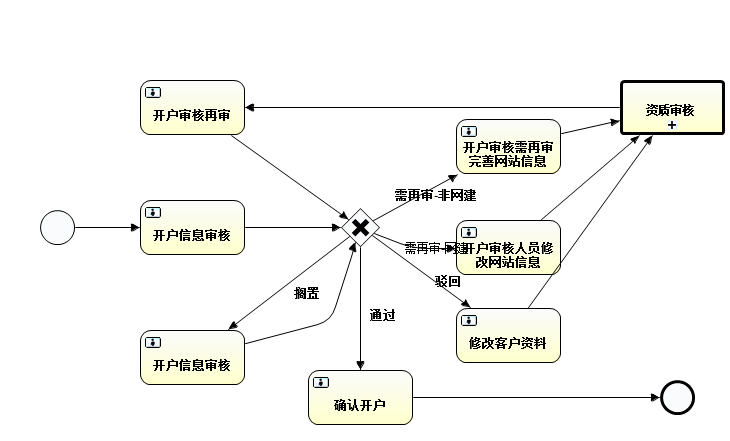 开户审核再审
资质审核
开户审核需再审
完善网站信息
需再审-非网建
开户信息审核
需再审-网建
开户审核人员修
改网站信息
驳回
搁置
通过
修改客户资料
开户信息审核
确认开户